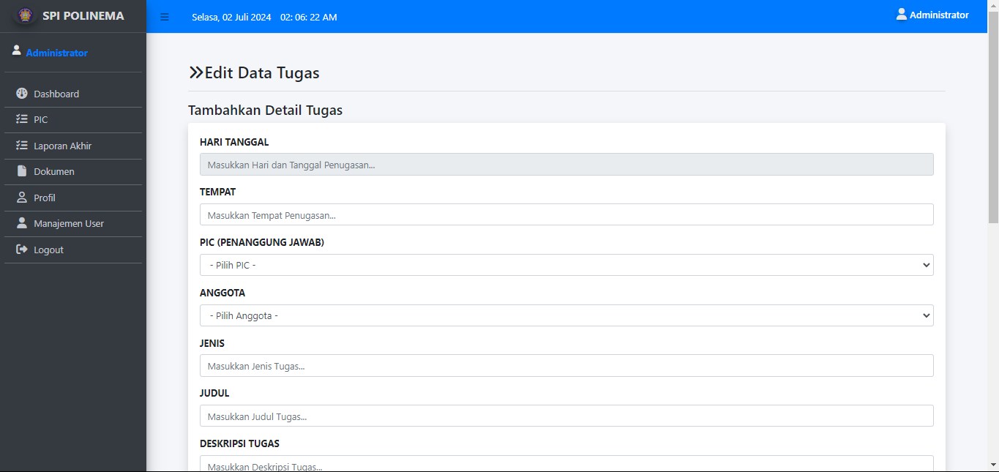 SPI POLINEMA
Selasa, 02 Juli 2024 02: 06: 22 AM
Administrator
Administrator
Dashboard
PIC
Laporan Akhir
Dokumen
Profil
Manajemen User
Logout
Edit Data Tugas
Tambahkan Detail Tugas
HARI TANGGAL
Masukkan Hari dan Tanggal Penugasan...
TEMPAT
Masukkan Tempat Penugasan...
PIC (PENANGGUNG JAWAB)
- Pilih PIC -
ANGGOTA
- Pilih Anggota -
JENIS
Masukkan Jenis Tugas...
JUDUL
Masukkan Judul Tugas...
DESKRIPSI TUGAS
Masukkan Deskripsi Tugas...